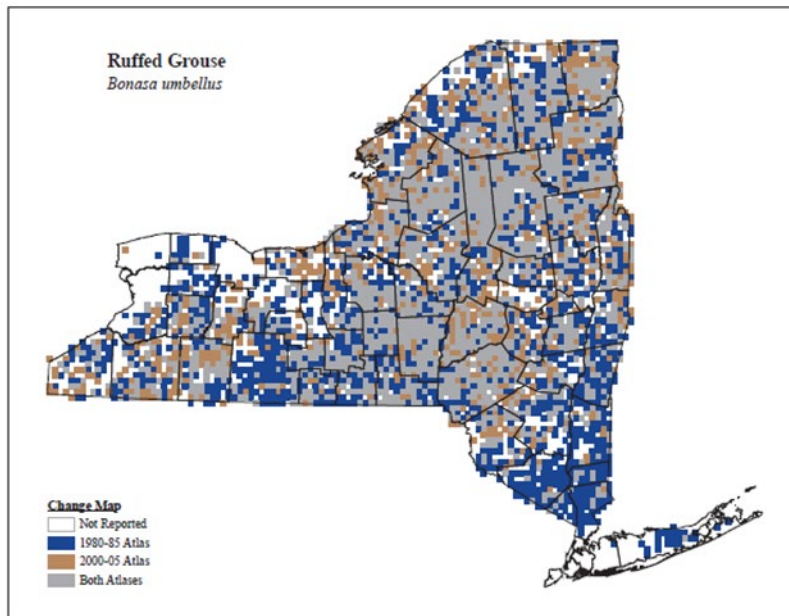 Ruffed Grouse
Bonasa umbellus
Change Map
Not Reported
1980-85 Atlas
2000-05 Atlas
Both Atlases